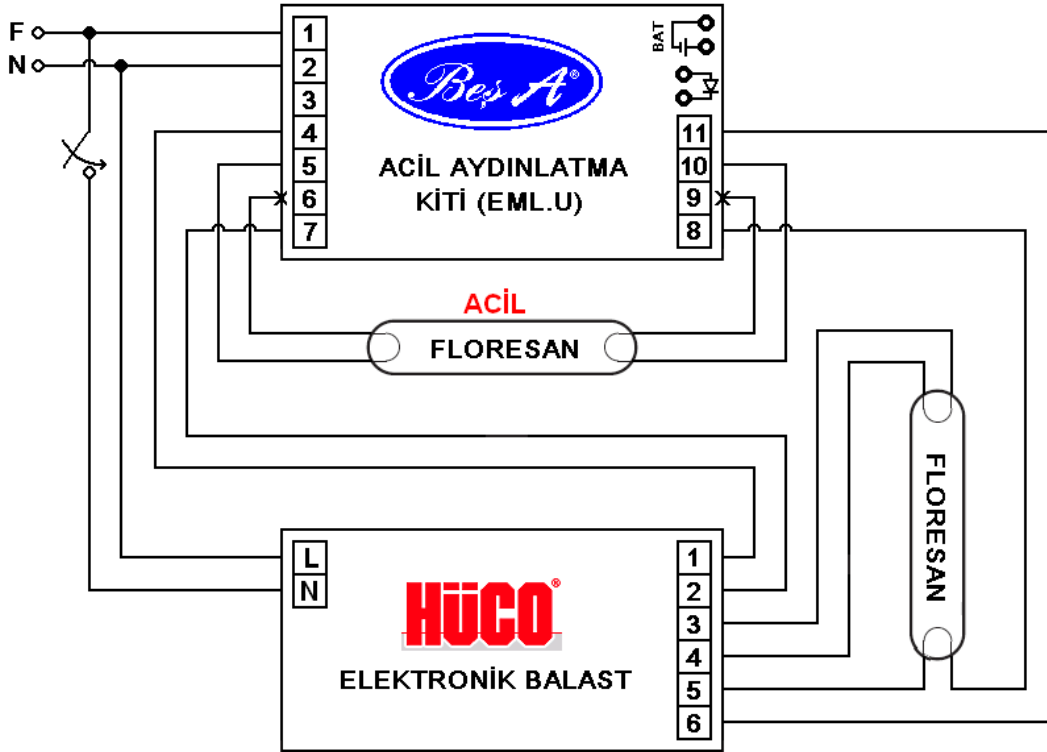 F
N
1
2
3
4
5
6
7
Beş A®
ACİL AYDINLATMA
KİTİ (EML.U)
BAT
11
10
9
8
ACİL
FLORESAN
FLORESAN
L
N
HÜCO®
ELEKTRONİK BALAST
1
2
3
4
5
6